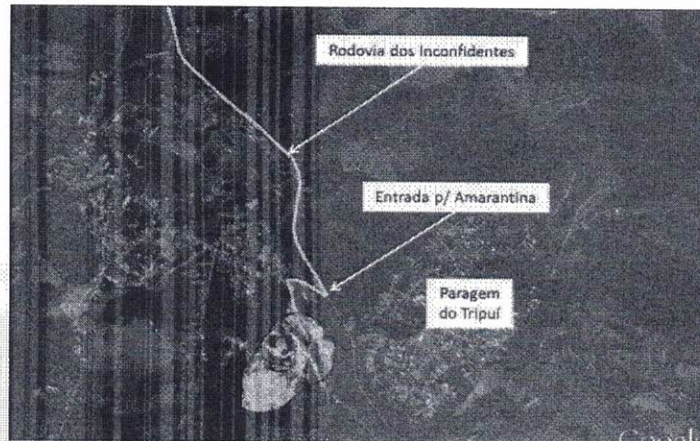 Rodovia dos Inconfidentes
Entrada p/ Amarantina
Paragem
do Tripuí